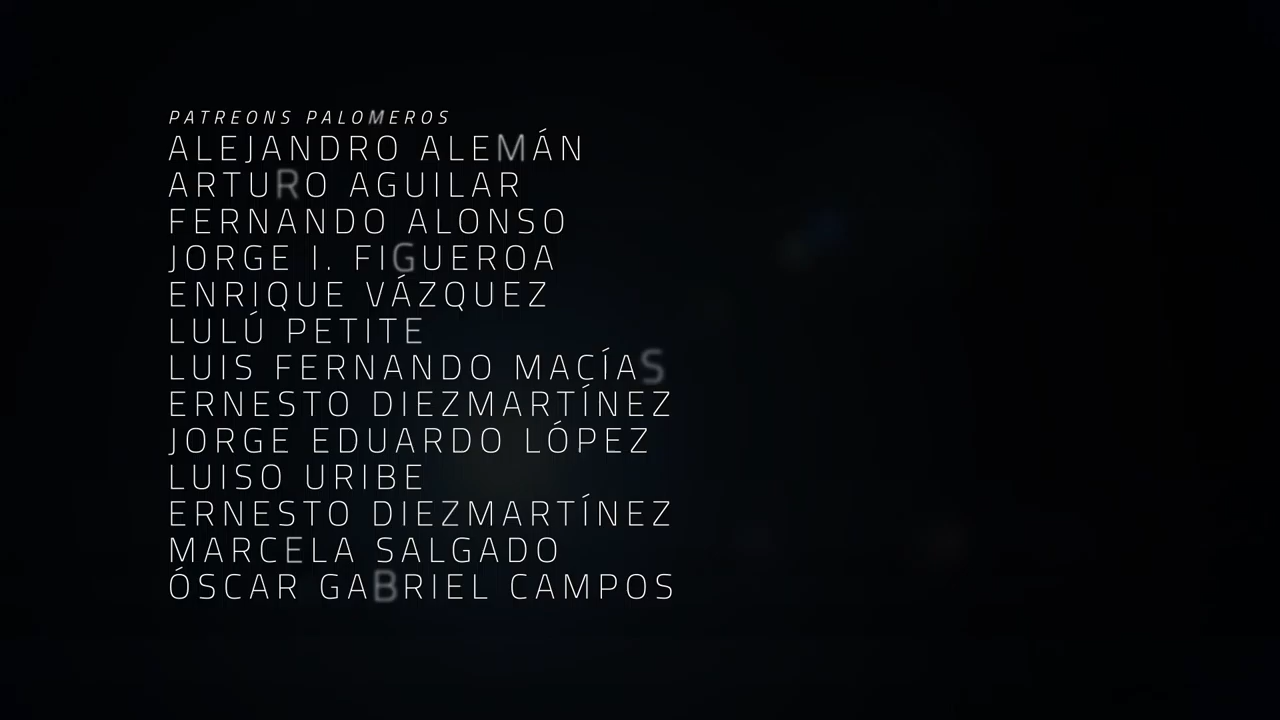 PATREONS PALOMEROS
ALEJANDRO ALEMÁN
ARTURO AGUILAR
FERNANDO ALONSO
JORGE I. FIGUEROA
ENRIQUE VÁZQUEZ
LULÚ PETITE
LUIS FERNANDO MACÍAS
ERNESTO DIEZMARTÍNEZ
JORGE EDUARDO LÓPEZ
LUISO URIBE
ERNESTO DIEZMARTÍNEZ
MARCELA SALGADO
ÓSCAR GABRIEL CAMPOS